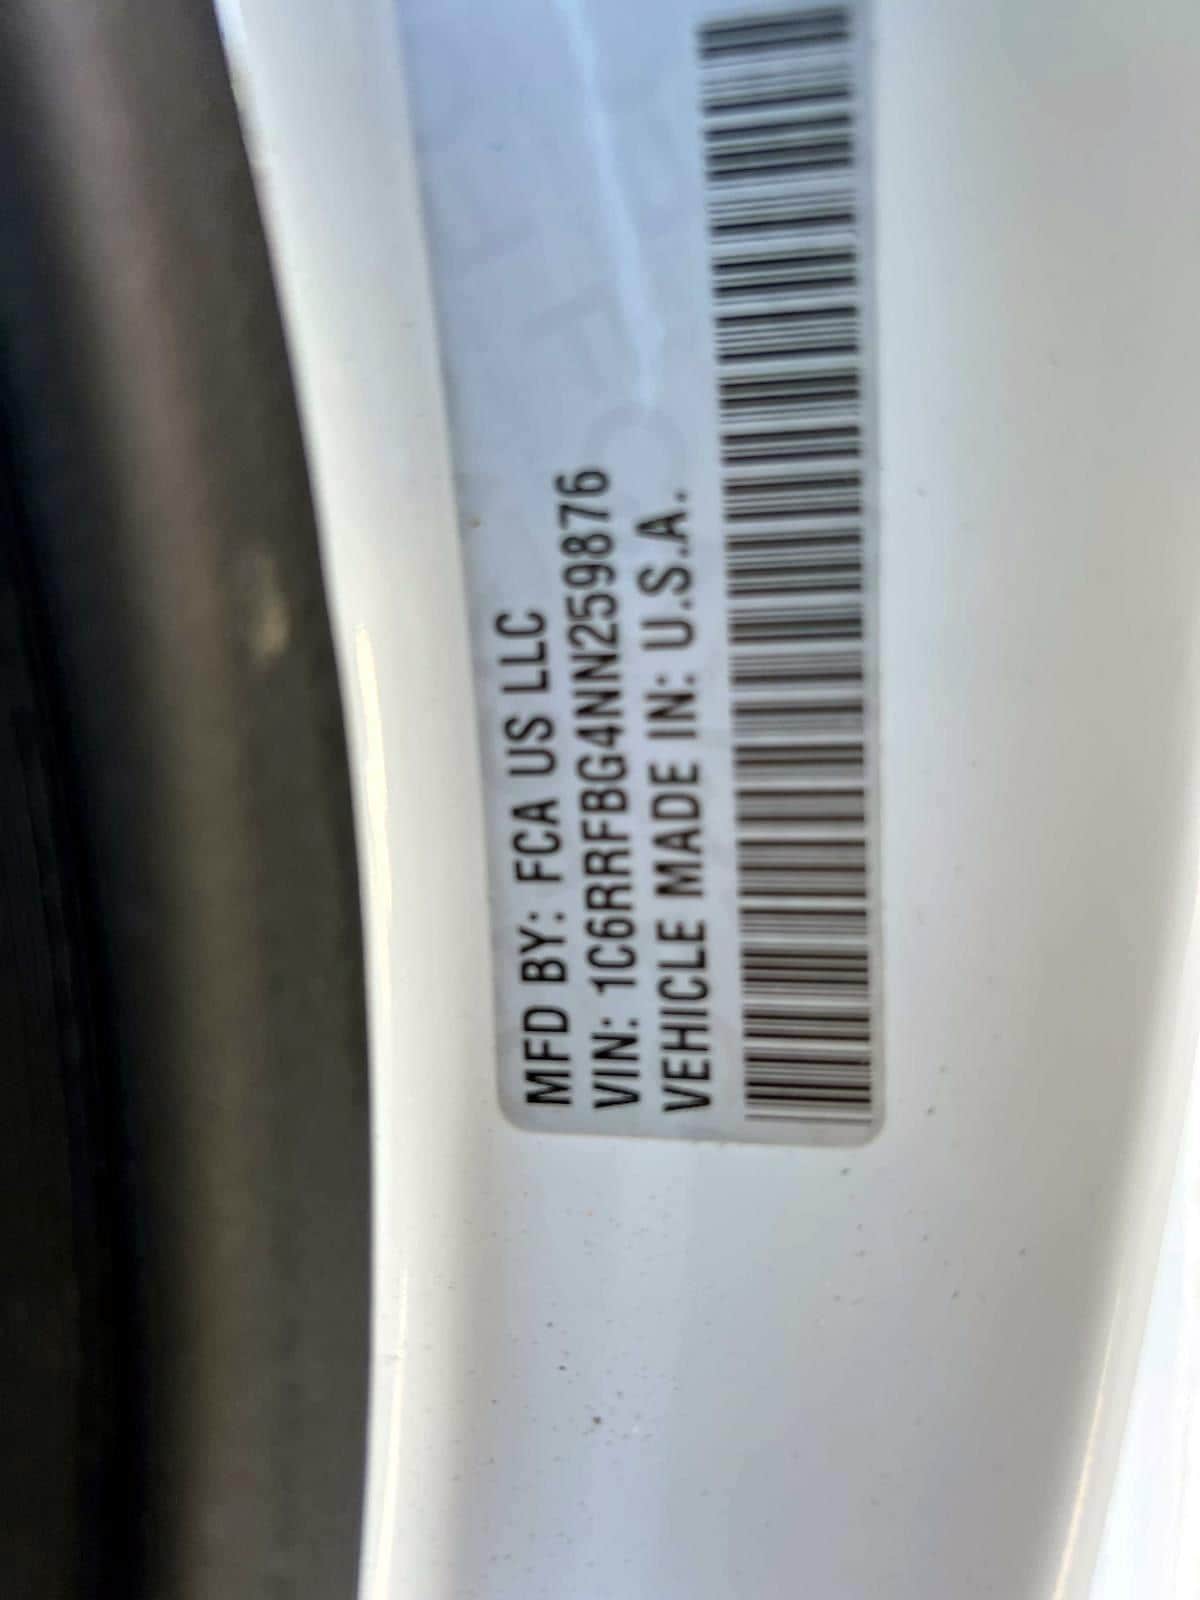 MFD BY: FCA US LLC
VIN: 1C6RRFBG4NN259876
VEHICLE MADE IN: U.S.A.